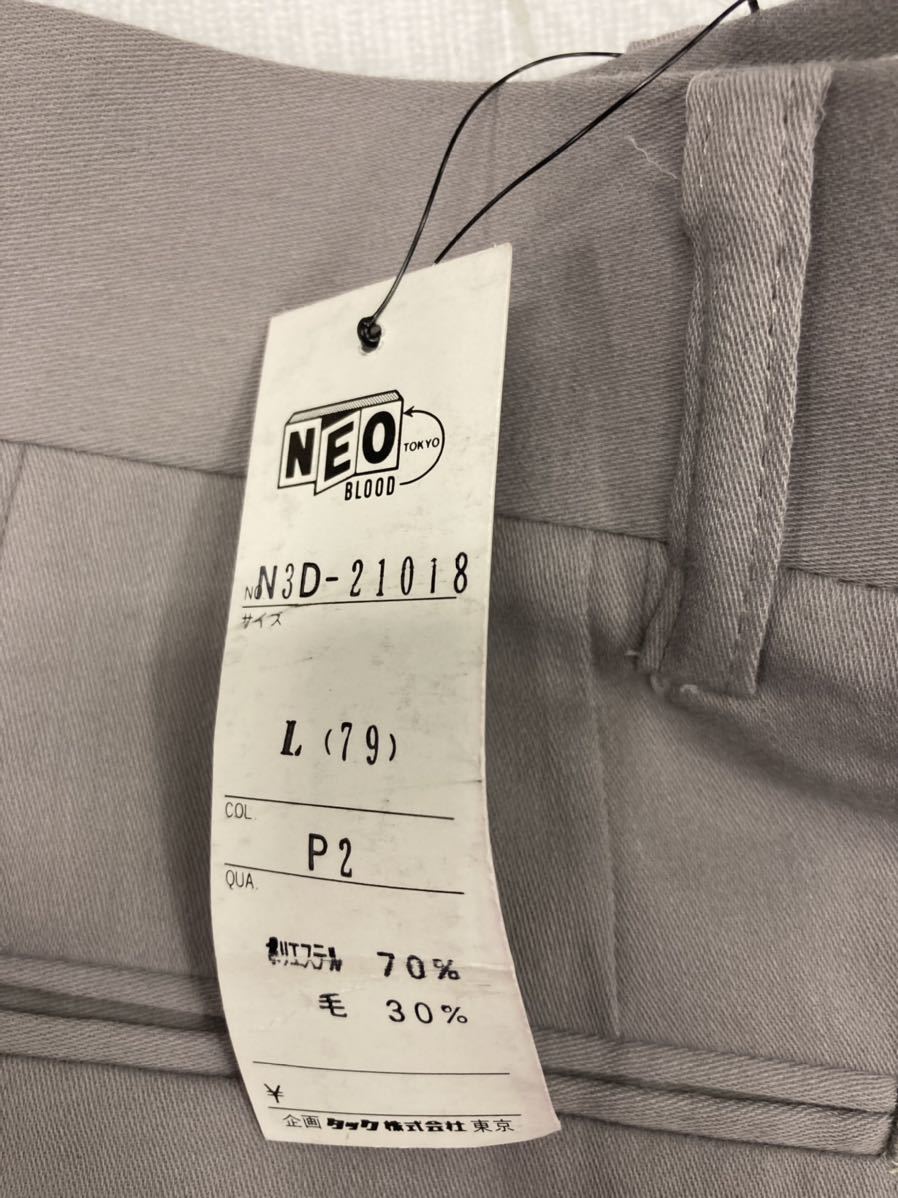 NEO
TOKYO
BLOOD
NO. N3D-21018
サイズ
L (79)
COL.
P2
QUA.
ポリエステル 70%
毛 30%
¥
企画 タック株式会社 東京